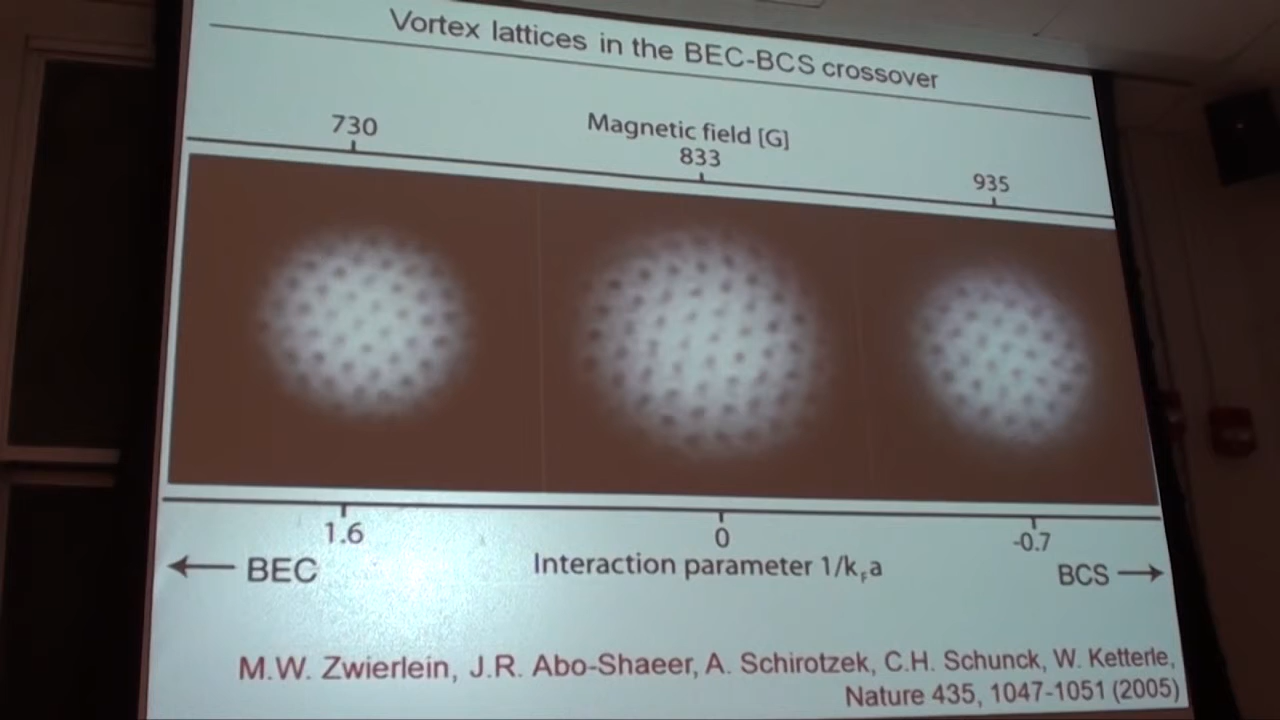 Vortex lattices in the BEC-BCS crossover
730
Magnetic field [G]
833
935
1.6
0
-0.7
BEC
Interaction parameter 1/kFa
BCS
M.W. Zwierlein, J.R. Abo-Shaeer, A. Schirotzek, C.H. Schunck, W. Ketterle,
Nature 435, 1047-1051 (2005)